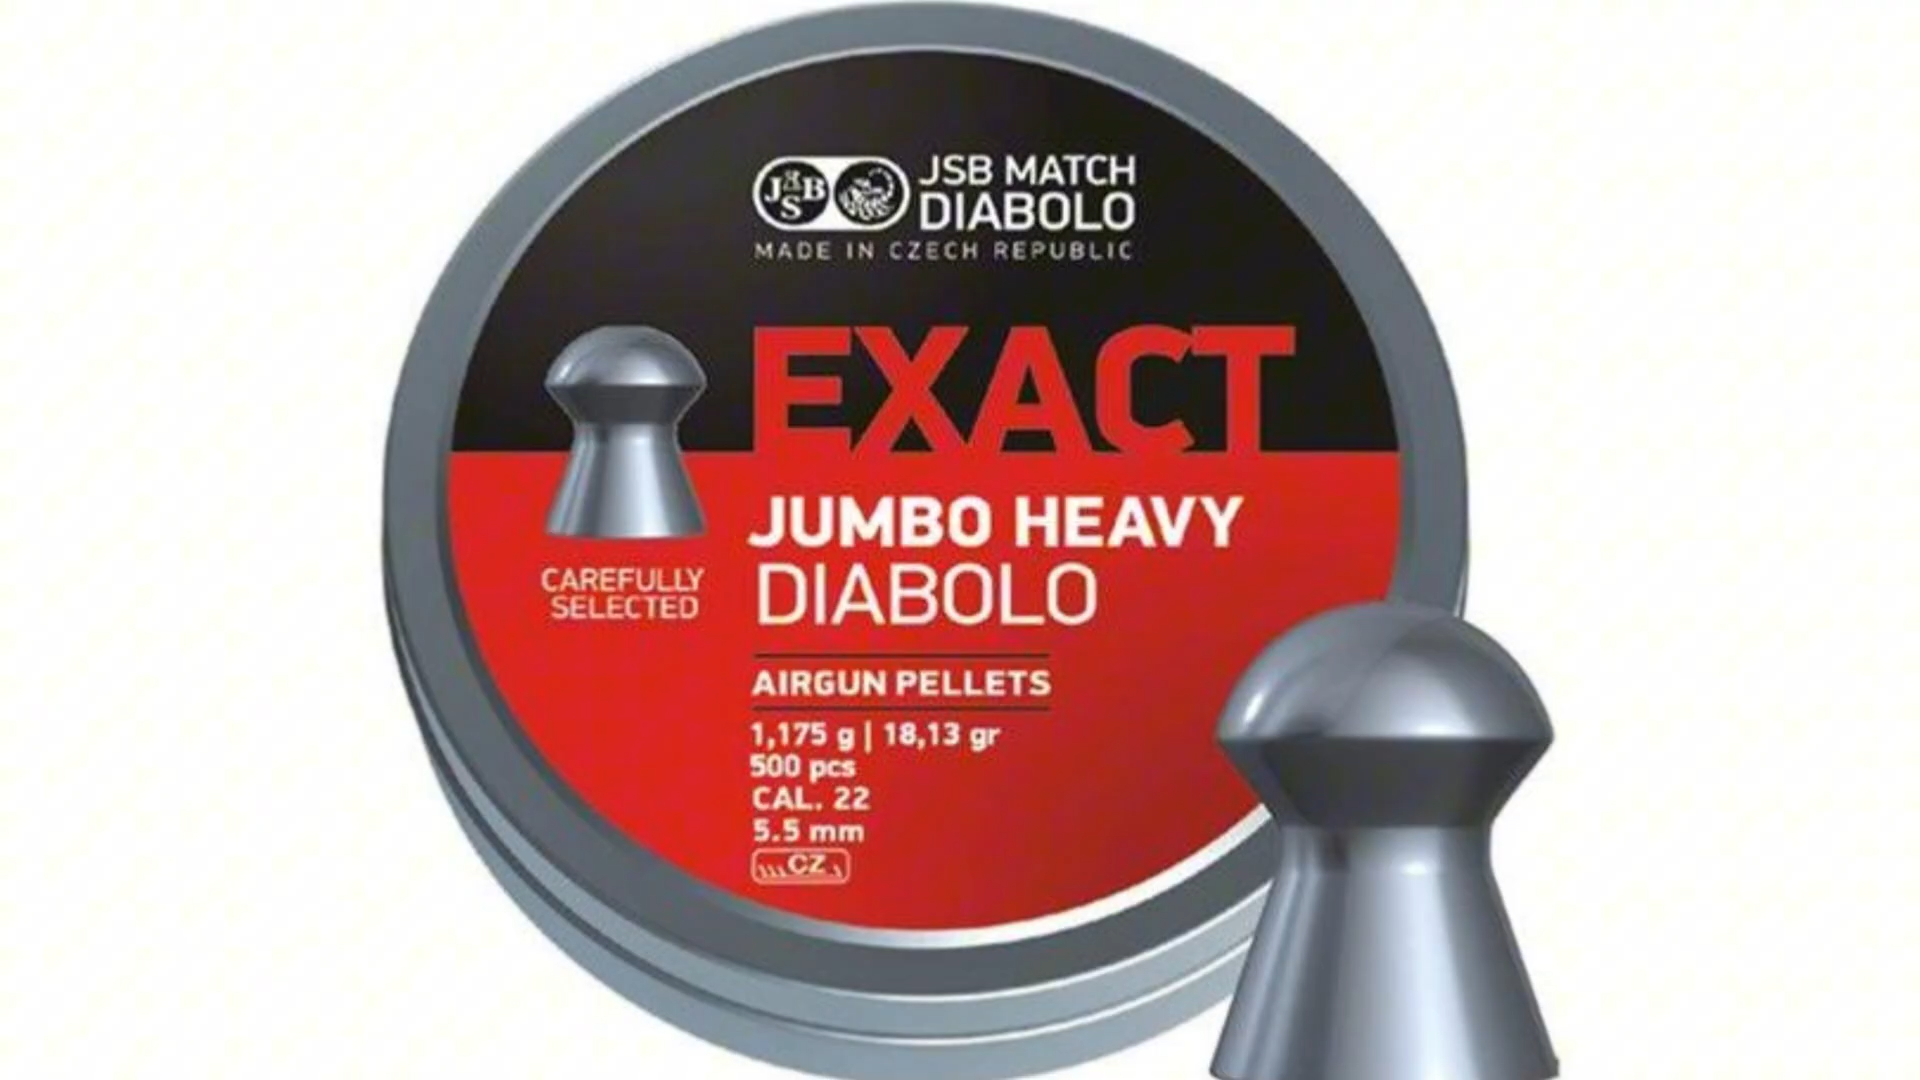 JSB
JSB MATCH
DIABOLO
MADE IN CZECH REPUBLIC
EXACT
JUMBO HEAVY
DIABOLO
CAREFULLY
SELECTED
AIRGUN PELLETS
1,175 g | 18,13 gr
500 pcs
CAL. 22
5.5 mm
CZ